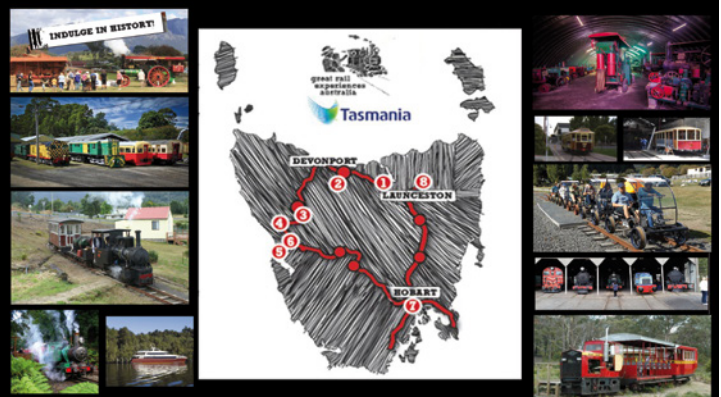 INDULGE IN HISTORY!
great rail
experiences
australia
Tasmania
DEVONPORT
2
1
8
LAUNCESTON
3
4
6
5
HOBART
7